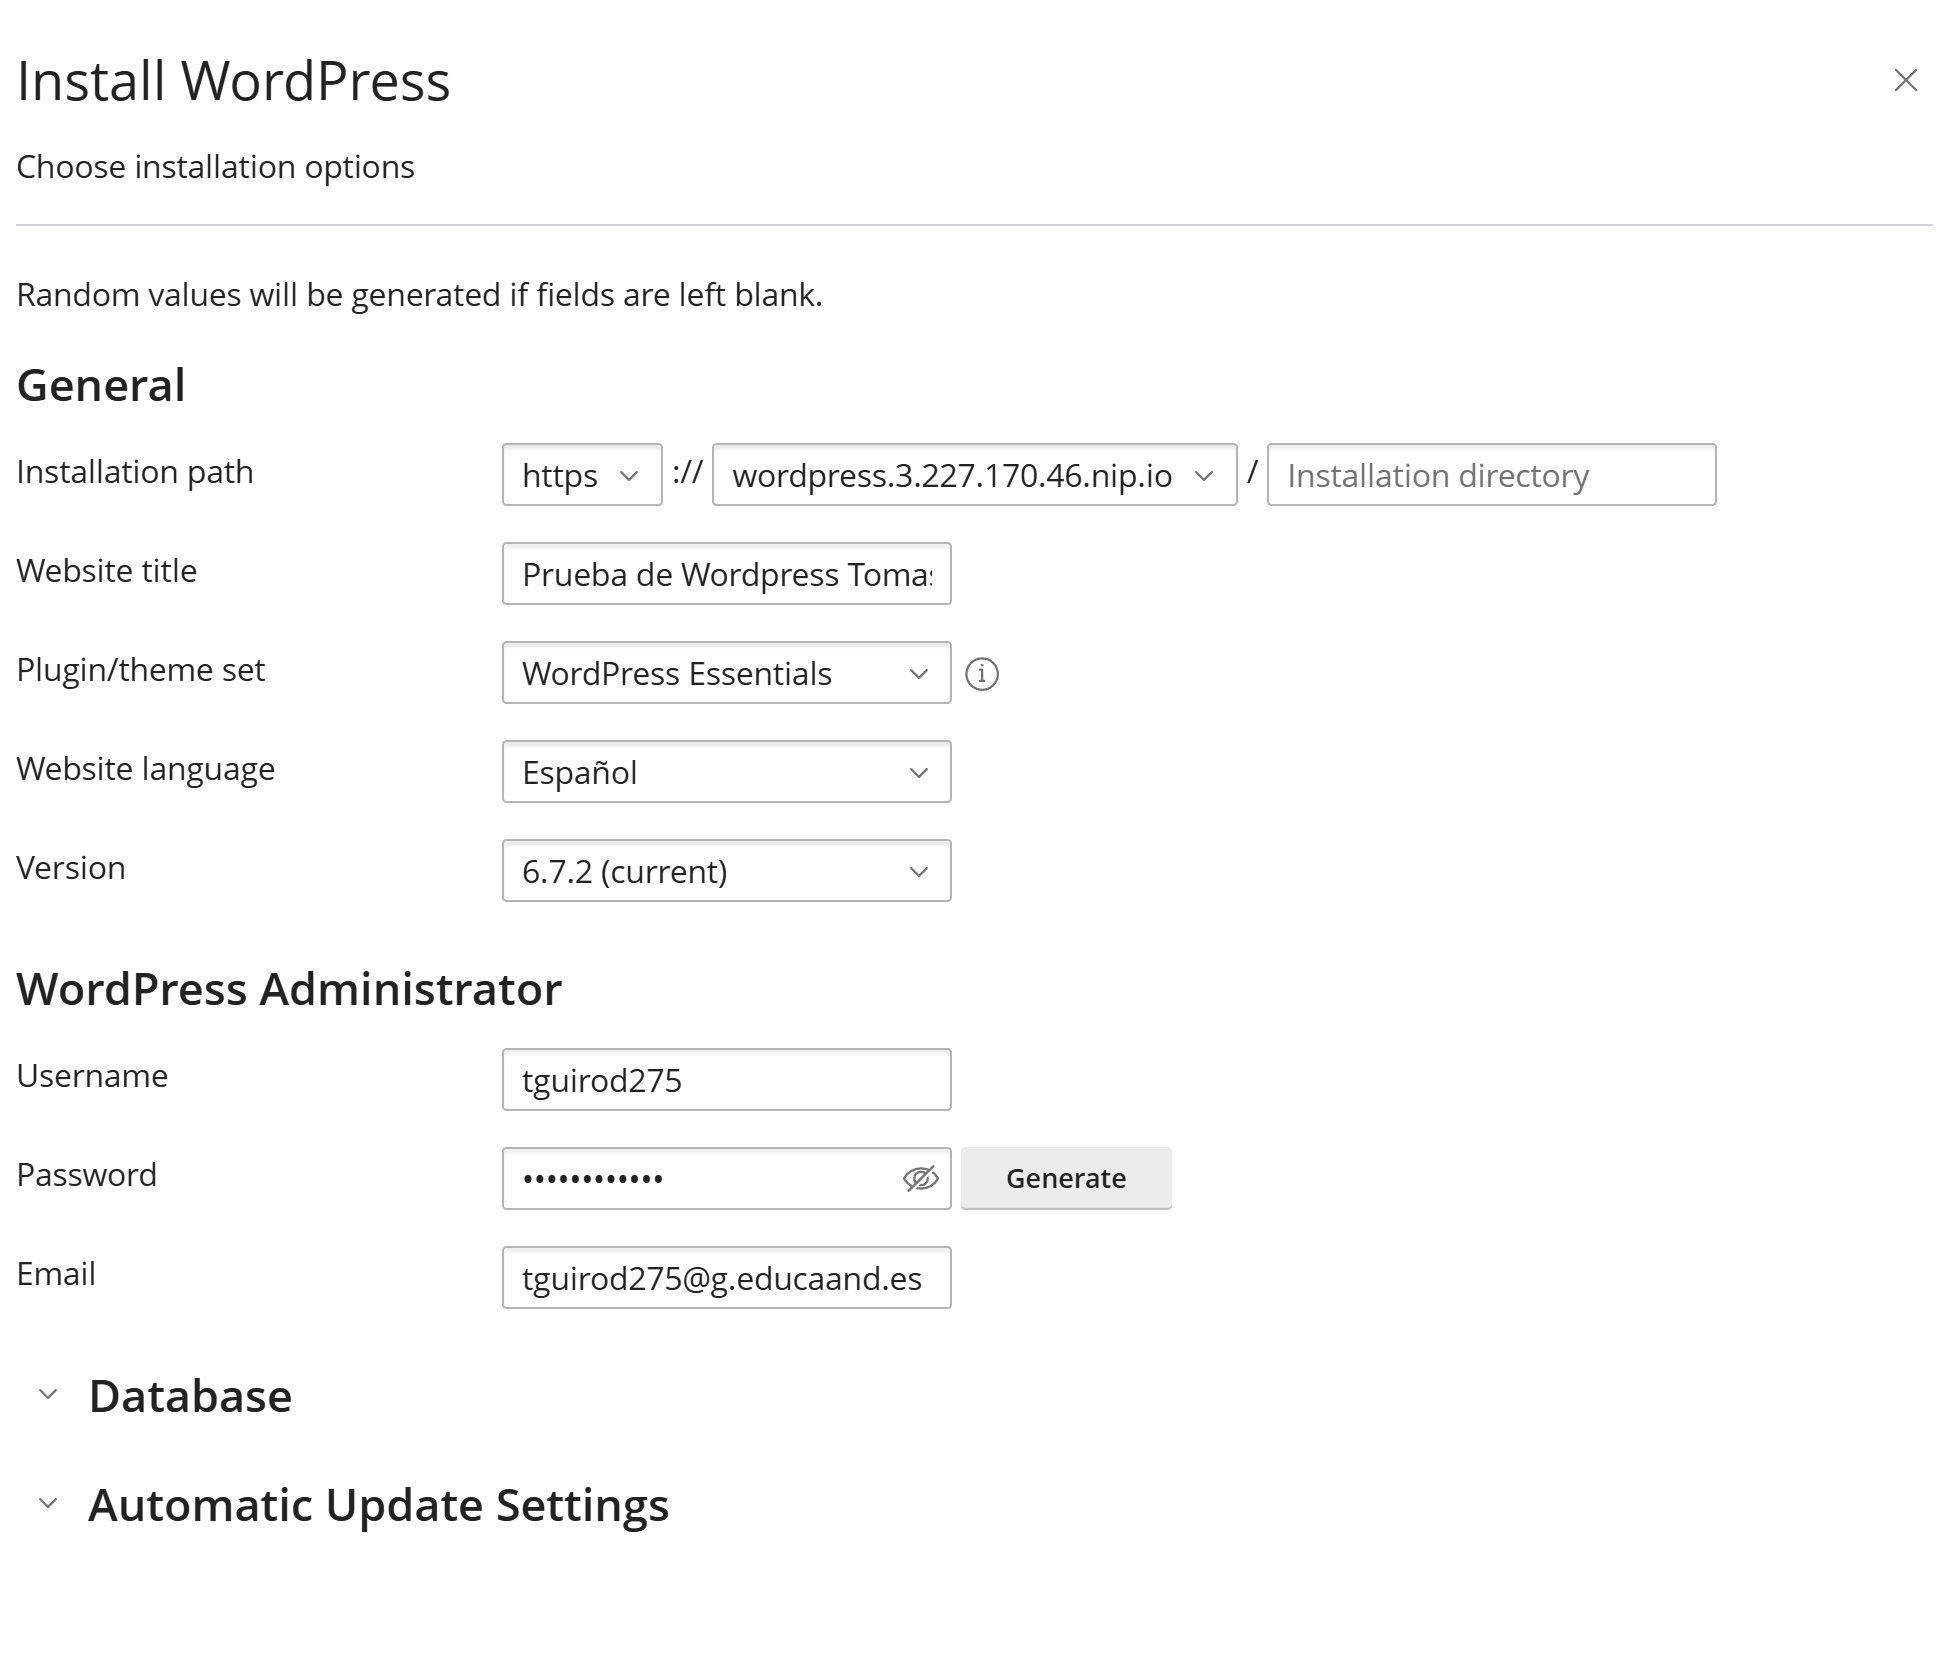 Install WordPress
Choose installation options
Random values will be generated if fields are left blank.
General
Installation path https :// wordpress.3.227.170.46.nip.io / Installation directory
Website title Prueba de Wordpress Tomas
Plugin/theme set WordPress Essentials
Website language Español
Version 6.7.2 (current)
WordPress Administrator
Username tguirod275
Password •••••••••••• Generate
Email tguirod275@g.educaand.es
Database
Automatic Update Settings